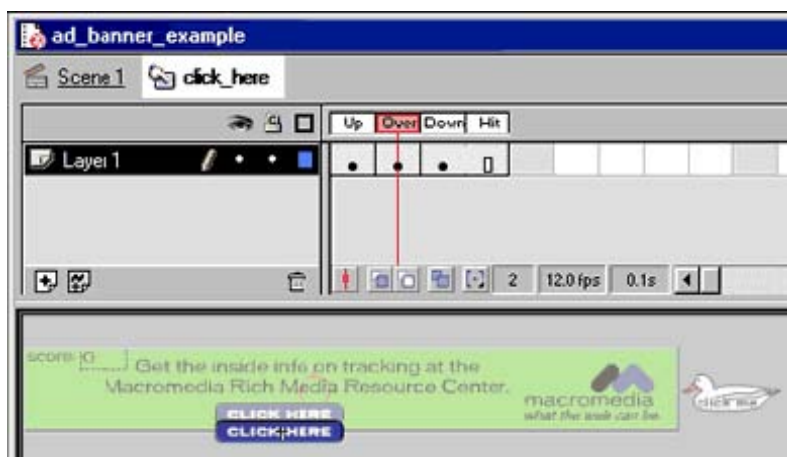 ad_banner_example
Scene 1 click_here
Up Over Down Hit
Layer 1
2 12.0 fps 0.1s
score:
Get the inside info on tracking at the
Macromedia Rich Media Resource Center.
macromedia
what the web can be
click me
CLICK HERE
CLICK HERE